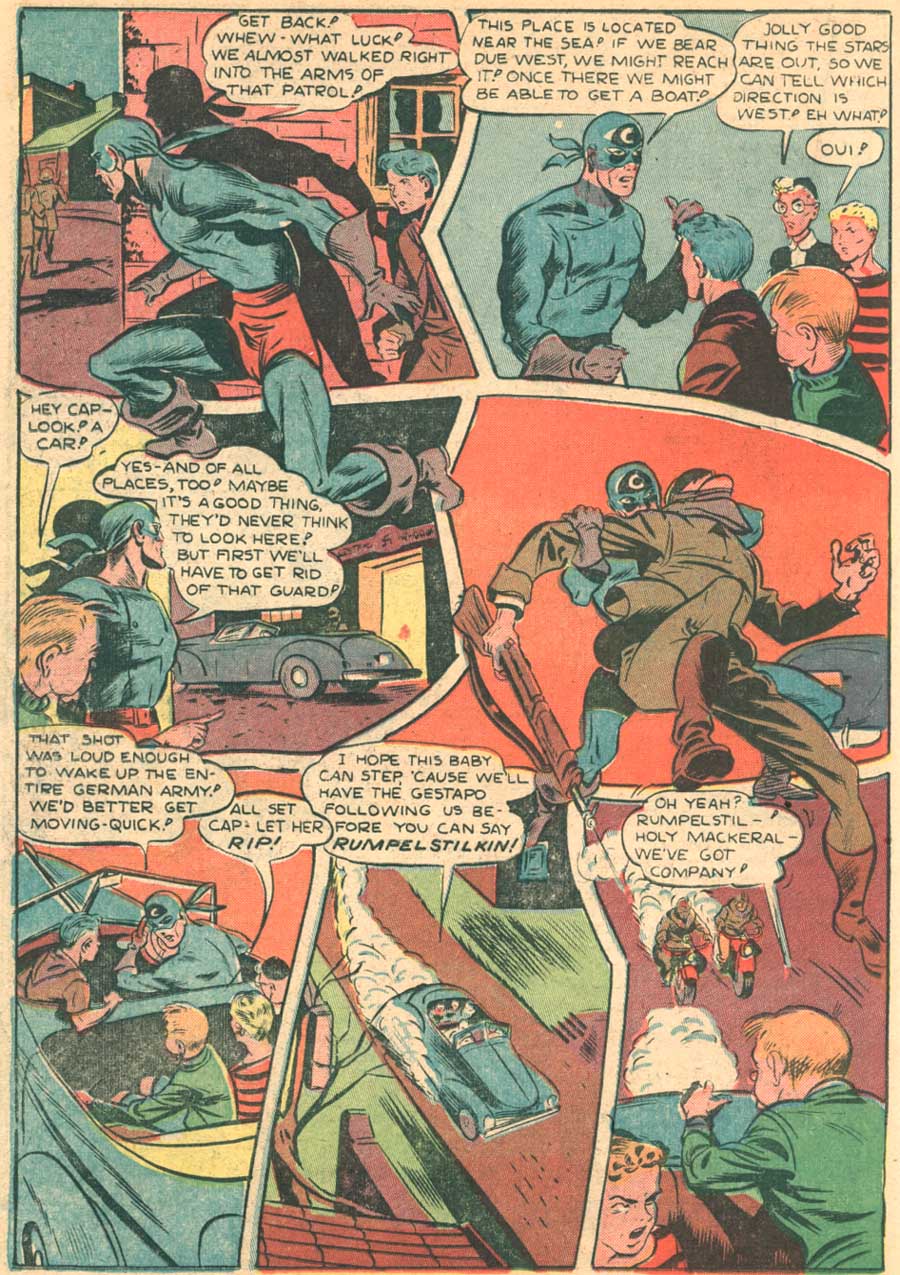 GET BACK!
WHEW-WHAT LUCK!
WE ALMOST WALKED RIGHT
INTO THE ARMS OF
THAT PATROL!
THIS PLACE IS LOCATED
NEAR THE SEA! IF WE BEAR
DUE WEST, WE MIGHT REACH
IT! ONCE THERE WE MIGHT
BE ABLE TO GET A BOAT!
JOLLY GOOD
THING THE STARS
ARE OUT, SO WE
CAN TELL WHICH
DIRECTION IS
WEST! EH WHAT!
OUI!
HEY CAP-
LOOK! A
CAR!
YES-AND OF ALL
PLACES, TOO! MAYBE
IT'S A GOOD THING,
THEY'D NEVER THINK
TO LOOK HERE!
BUT FIRST WE'LL
HAVE TO GET RID
OF THAT GUARD!
THAT SHOT
WAS LOUD ENOUGH
TO WAKE UP THE EN-
TIRE GERMAN ARMY!
WE'D BETTER GET
MOVING-QUICK!
ALL SET
CAP-LET HER
RIP!
I HOPE THIS BABY
CAN STEP, 'CAUSE WE'LL
HAVE THE GESTAPO
FOLLOWING US BE-
FORE YOU CAN SAY
RUMPELSTILKIN!
OH YEAH?
RUMPELSTIL-
HOLY MACKERAL-
WE'VE GOT
COMPANY!